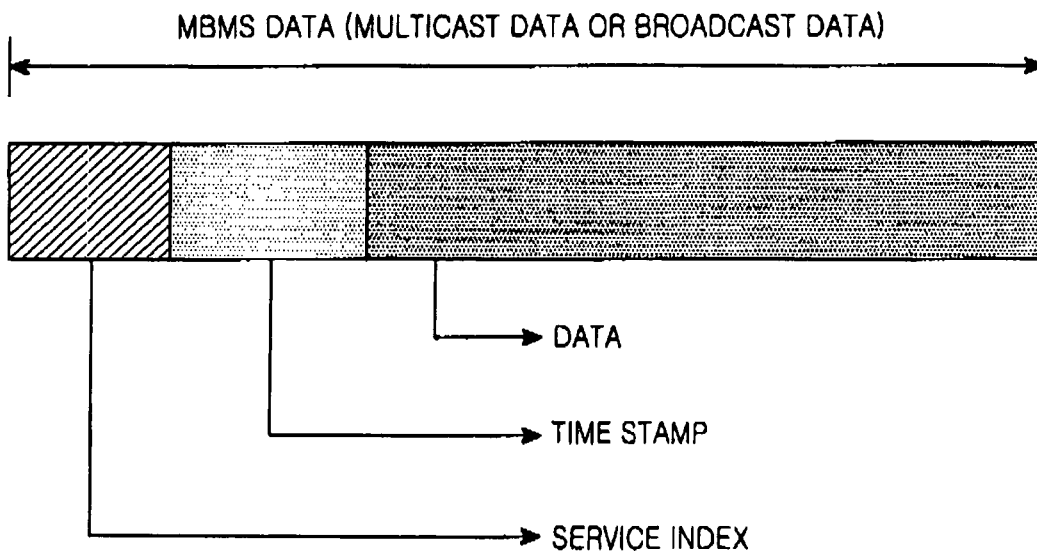 MBMS DATA (MULTICAST DATA OR BROADCAST DATA)
DATA
TIME STAMP
SERVICE INDEX